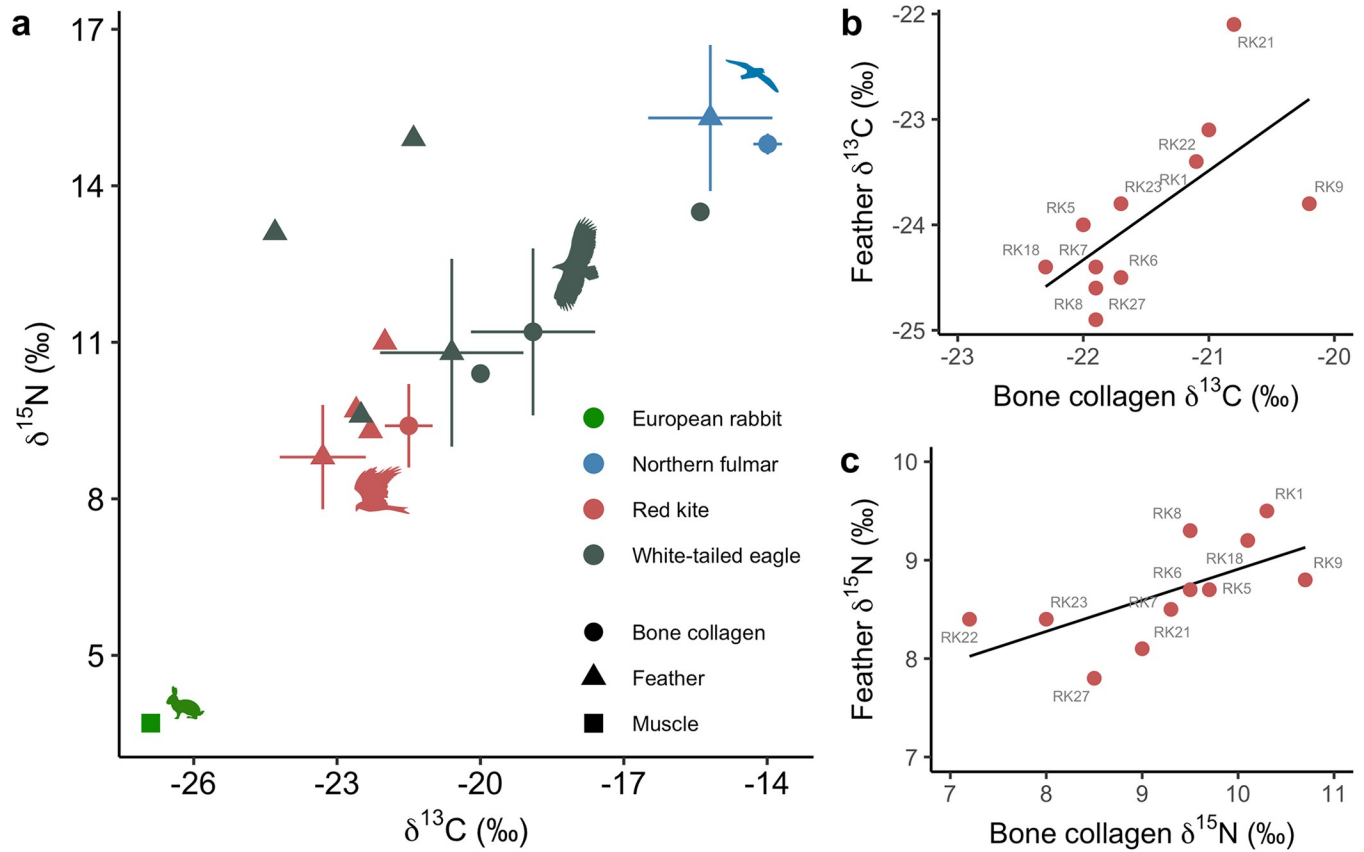 a
17
14
11
8
5
δ15N (‰)
-26
-23
-20
-17
-14
δ13C (‰)
European rabbit
Northern fulmar
Red kite
White-tailed eagle
Bone collagen
Feather
Muscle
b
-22
-23
-24
-25
Feather δ13C (‰)
RK21
RK22
RK1
RK23
RK9
RK5
RK18
RK7
RK6
RK8
RK27
-23
-22
-21
-20
Bone collagen δ13C (‰)
c
10
9
8
7
Feather δ15N (‰)
RK1
RK8
RK18
RK9
RK6
RK5
RK7
RK23
RK21
RK22
RK27
7
8
9
10
11
Bone collagen δ15N (‰)